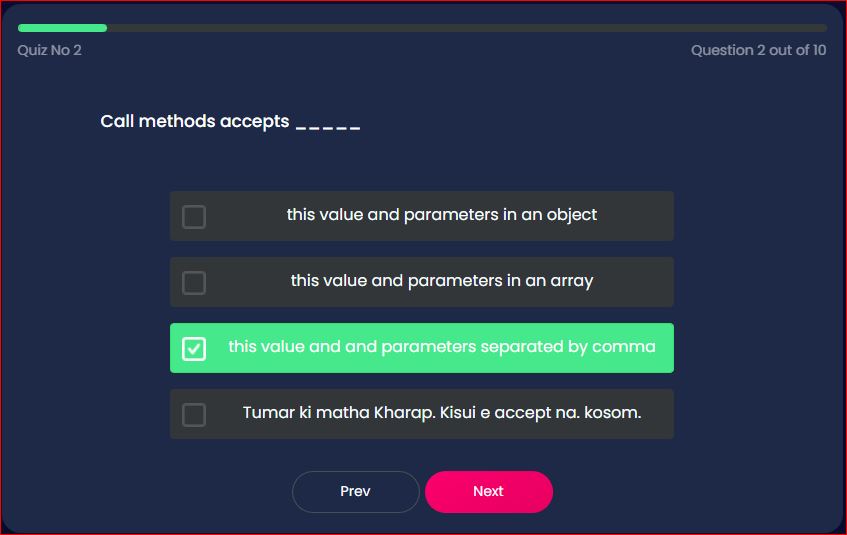 Quiz No 2
Question 2 out of 10
Call methods accepts _____
this value and parameters in an object
this value and parameters in an array
this value and and parameters separated by comma
Tumar ki matha Kharap. Kisui e accept na. kosom.
Prev
Next